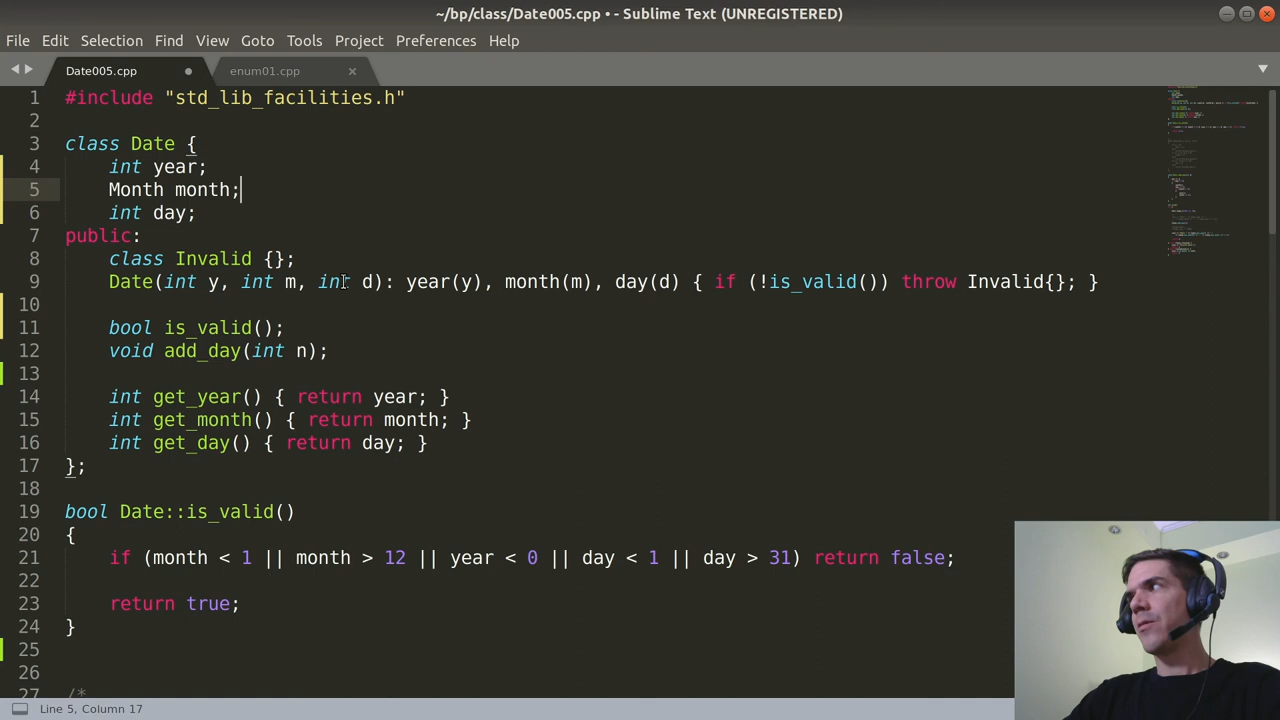 ~/bp/class/Date005.cpp • - Sublime Text (UNREGISTERED)
File Edit Selection Find View Goto Tools Project Preferences Help
Date005.cpp enum01.cpp
1 #include "std_lib_facilities.h"
2
3 class Date {
4 int year;
5 Month month;
6 int day;
7 public:
8 class Invalid {};
9 Date(int y, int m, int d): year(y), month(m), day(d) { if (!is_valid()) throw Invalid{}; }
10
11 bool is_valid();
12 void add_day(int n);
13
14 int get_year() { return year; }
15 int get_month() { return month; }
16 int get_day() { return day; }
17 };
18
19 bool Date::is_valid()
20 {
21 if (month < 1 || month > 12 || year < 0 || day < 1 || day > 31) return false;
22
23 return true;
24 }
25
26
27 /*
Line 5, Column 17